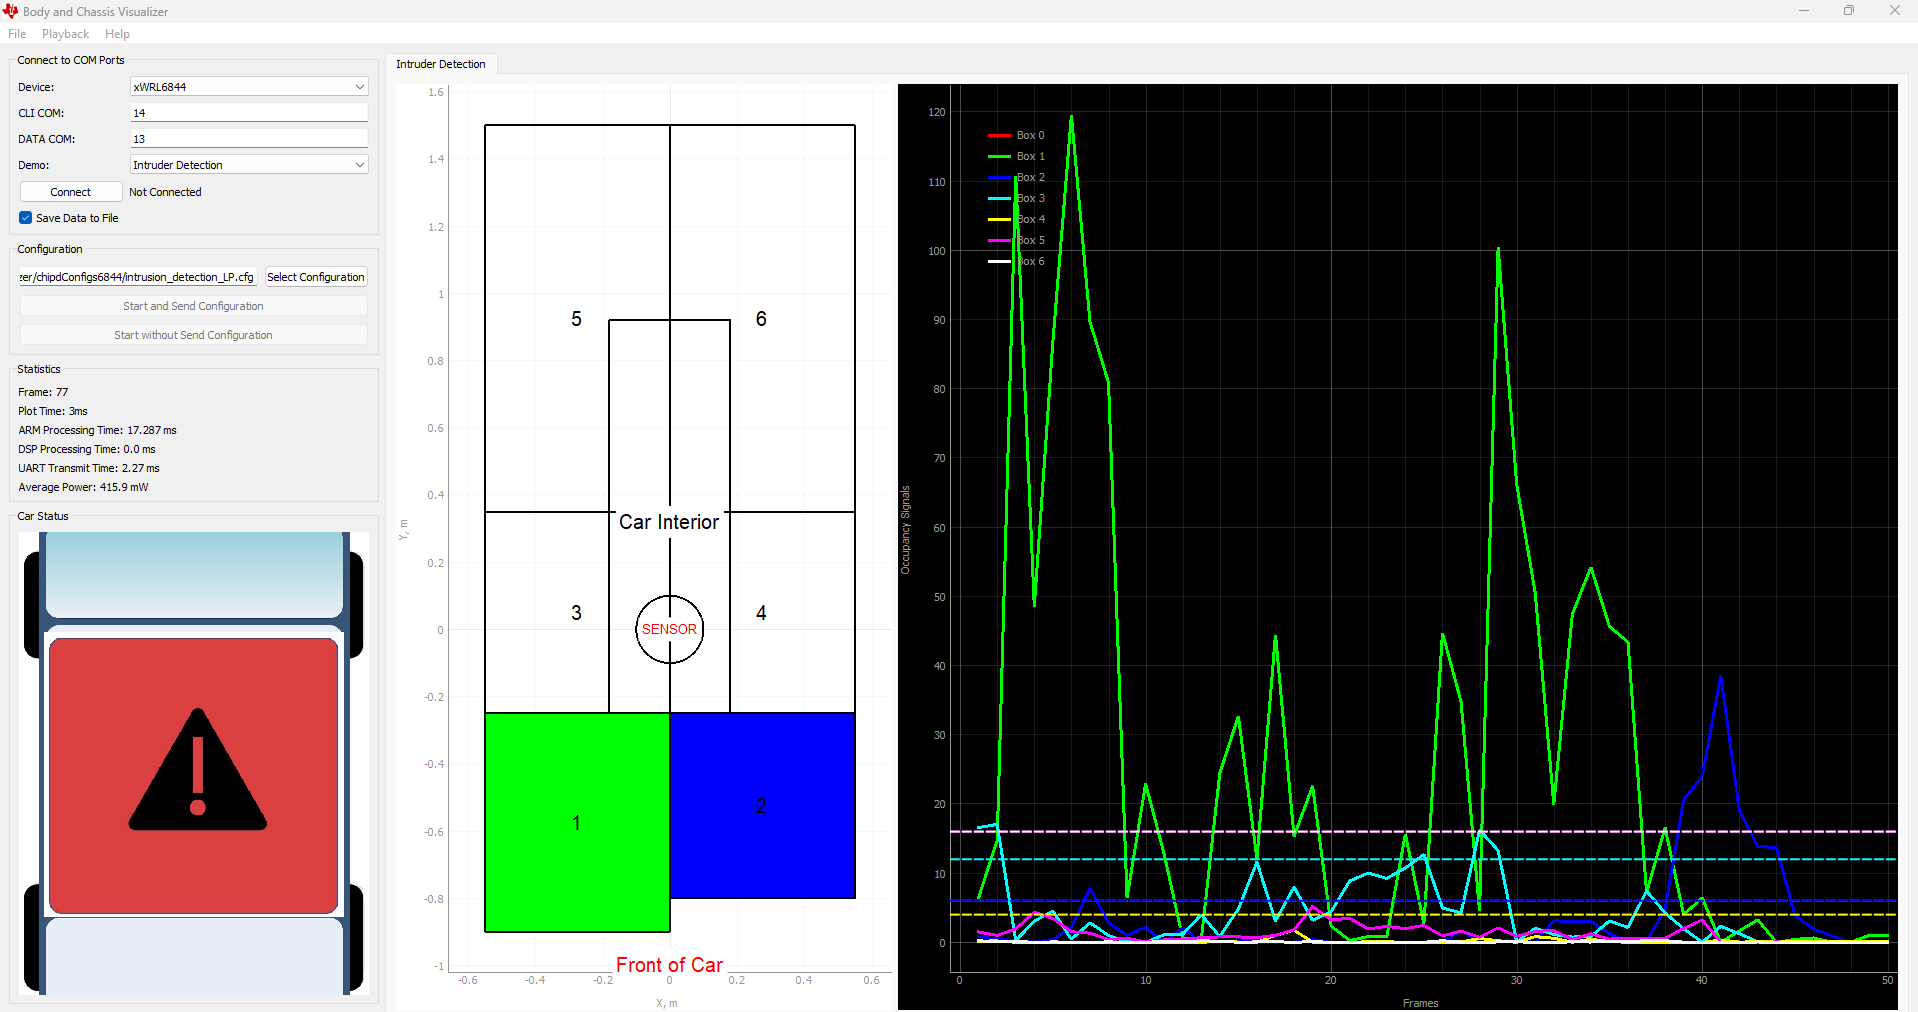 Body and Chassis Visualizer
File Playback Help
Connect to COM Ports
Device: xWRL6844
CLI COM: 14
DATA COM: 13
Demo: Intruder Detection
Connect Not Connected
Save Data to File
Configuration
zer/chipdConfigs6844/intrusion_detection_LP.cfg Select Configuration
Start and Send Configuration
Start without Send Configuration
Statistics
Frame: 77
Plot Time: 3ms
ARM Processing Time: 17.287 ms
DSP Processing Time: 0.0 ms
UART Transmit Time: 2.27 ms
Average Power: 415.9 mW
Car Status
Intruder Detection
1.6
1.4
1.2
1
0.8
0.6
0.4
0.2
0
-0.2
-0.4
-0.6
-0.8
-1
Y, m
5 6
Car Interior
3 4
SENSOR
1 2
Front of Car
-0.6 -0.4 -0.2 0 0.2 0.4 0.6
X, m
120
110
100
90
80
70
60
50
40
30
20
10
0
Occupancy Signals
Box 0
Box 1
Box 2
Box 3
Box 4
Box 5
Box 6
0 10 20 30 40 50
Frames